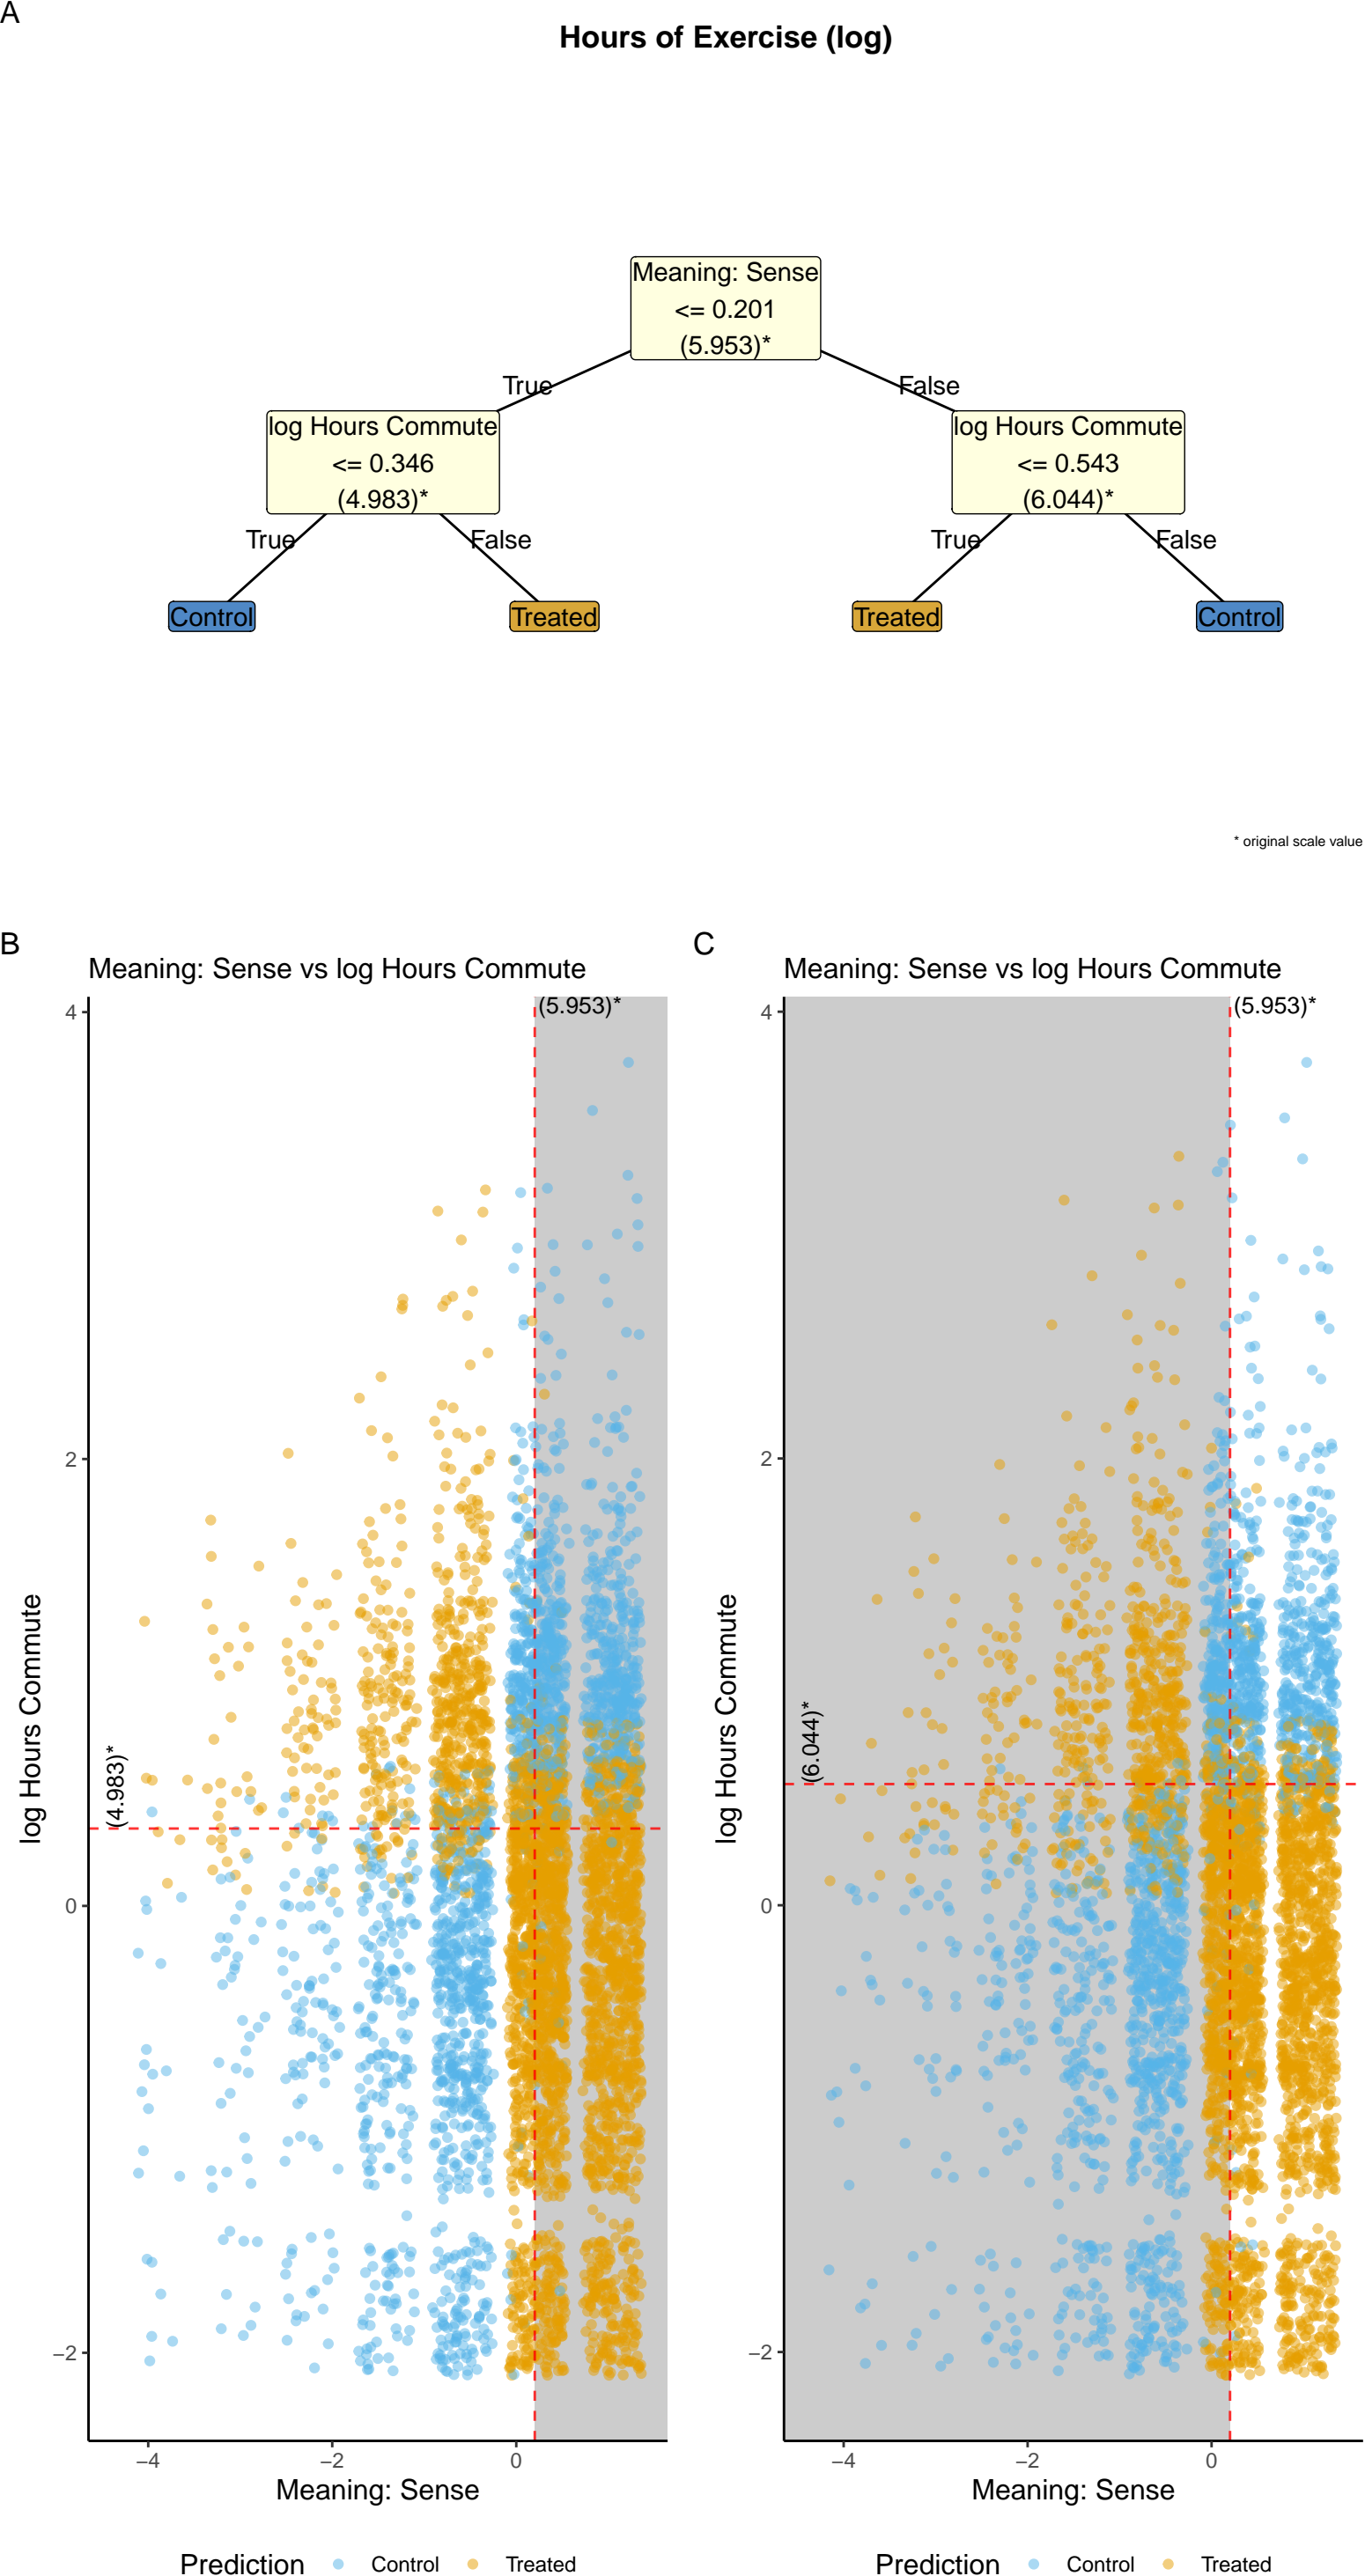 A
Hours of Exercise (log)
Meaning: Sense
<= 0.201
(5.953)*
True
False
log Hours Commute
<= 0.346
(4.983)*
log Hours Commute
<= 0.543
(6.044)*
True
False
True
False
Control
Treated
Treated
Control
* original scale value
B
Meaning: Sense vs log Hours Commute
(5.953)*
4
2
0
−2
log Hours Commute
(4.983)*
−4
−2
0
Meaning: Sense
Prediction Control Treated
C
Meaning: Sense vs log Hours Commute
(5.953)*
4
2
0
−2
log Hours Commute
(6.044)*
−4
−2
0
Meaning: Sense
Prediction Control Treated